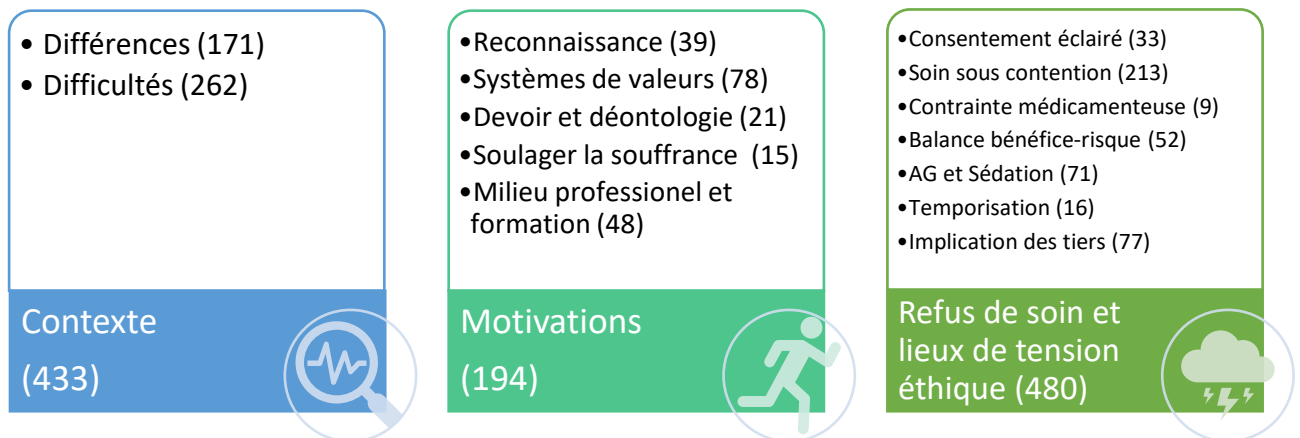 • Différences (171)
• Difficultés (262)
Contexte
(433)
•Reconnaissance (39)
•Systèmes de valeurs (78)
•Devoir et déontologie (21)
•Soulager la souffrance (15)
•Milieu professionel et
formation (48)
Motivations
(194)
•Consentement éclairé (33)
•Soin sous contention (213)
•Contrainte médicamenteuse (9)
•Balance bénéfice-risque (52)
•AG et Sédation (71)
•Temporisation (16)
•Implication des tiers (77)
Refus de soin et
lieux de tension
éthique (480)